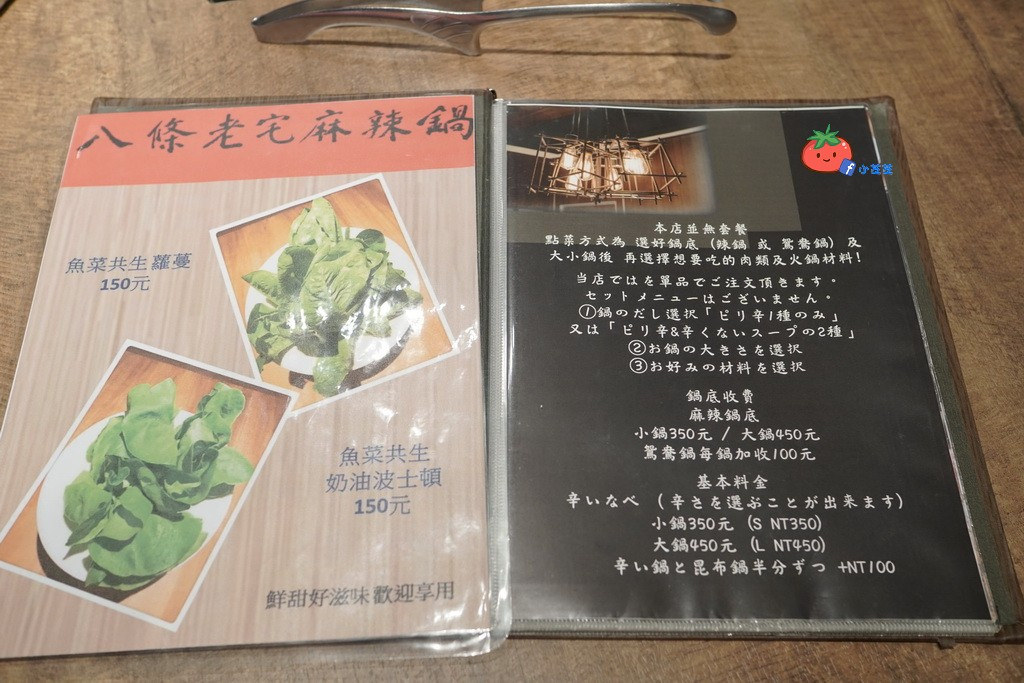 八條老宅麻辣鍋
魚菜共生蘿蔓
150元
魚菜共生
奶油波士頓
150元
鮮甜好滋味歡迎享用
小茲茲
本店並無套餐
點菜方式為 選好鍋底 (辣鍋 或 鴛鴦鍋) 及
大小鍋後 再選擇想要吃的肉類及火鍋材料!
当店ではを單品でご注文頂きます。
セットメニューはございません。
①鍋のだし選択「ピリ辛1種のみ」
又は「ピリ辛&辛くないスープの2種」
②お鍋の大きさを選択
③お好みの材料を選択
鍋底收費
麻辣鍋底
小鍋350元 / 大鍋450元
鴛鴦鍋每鍋加收100元
基本料金
辛いなべ (辛さを選ぶことが出来ます)
小鍋350元 (S NT350)
大鍋450元 (L NT450)
辛い鍋と昆布鍋半分ずつ +NT100